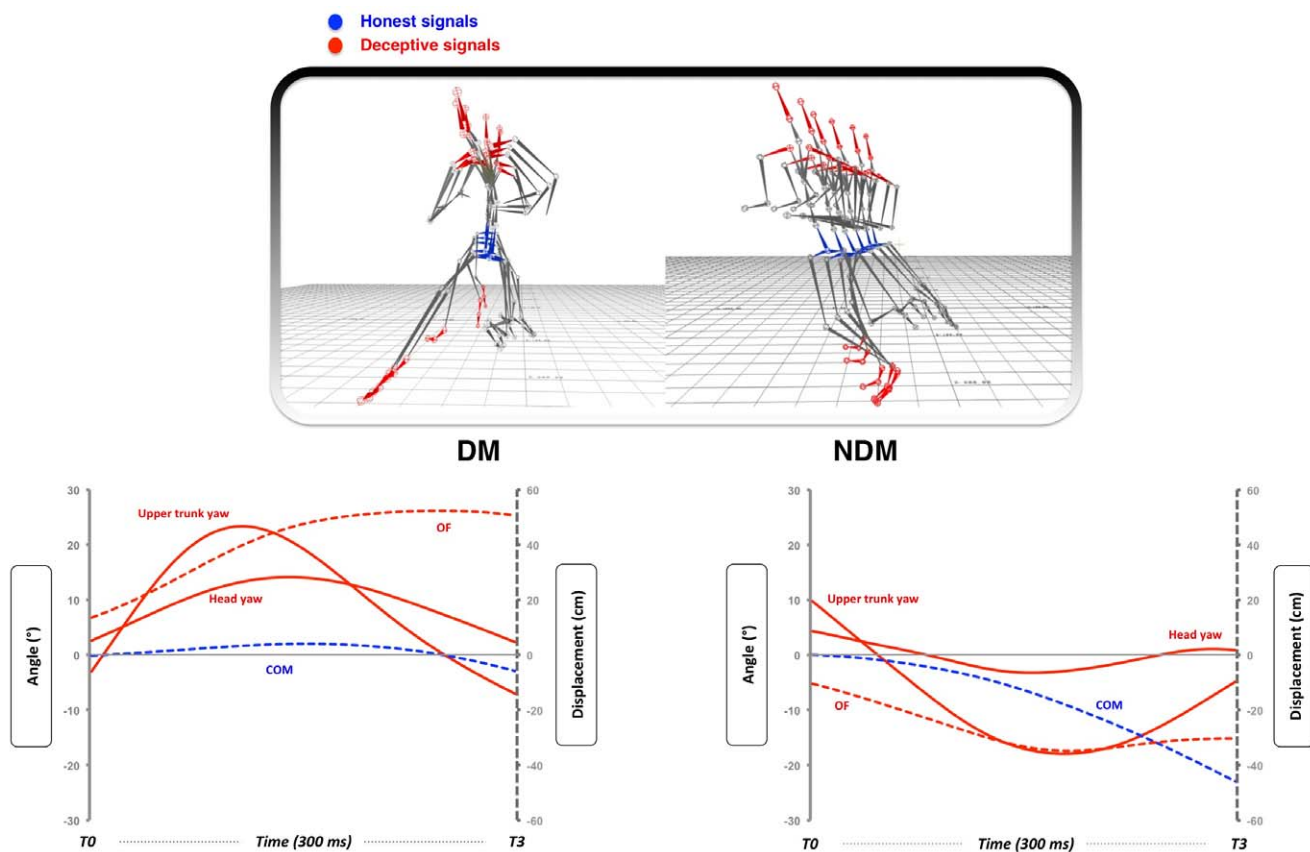 Honest signals
Deceptive signals
DM
NDM
30
20
10
0
-10
-20
-30
Angle (°)
Upper trunk yaw
Head yaw
OF
COM
60
40
20
0
-20
-40
-60
Displacement (cm)
T0 Time (300 ms) T3
30
20
10
0
-10
-20
-30
Angle (°)
Upper trunk yaw
Head yaw
COM
OF
60
40
20
0
-20
-40
-60
Displacement (cm)
T0 Time (300 ms) T3